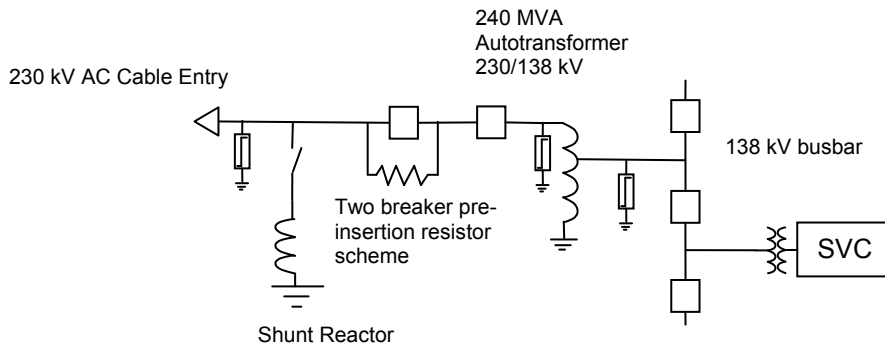 240 MVA
Autotransformer
230/138 kV
230 kV AC Cable Entry
138 kV busbar
Two breaker pre-
insertion resistor
scheme
SVC
Shunt Reactor